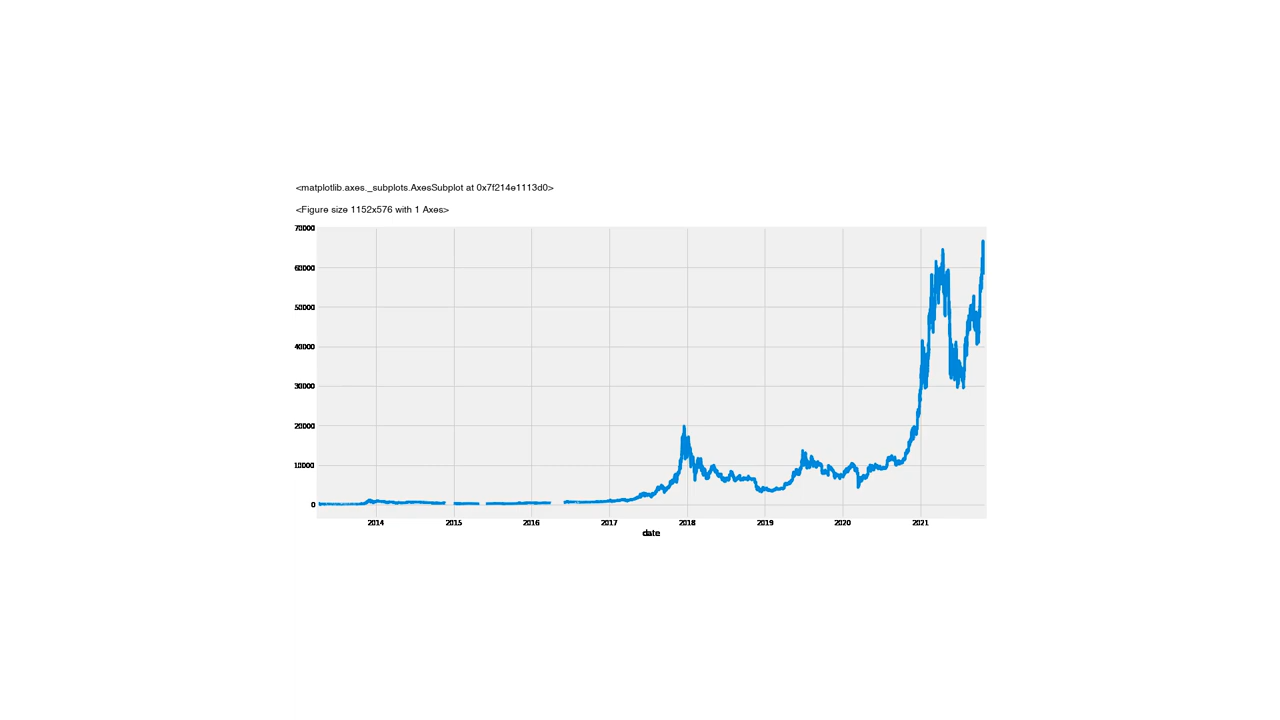 <matplotlib.axes._subplots.AxesSubplot at 0x7f214e1113d0>
<Figure size 1152x576 with 1 Axes>
70000
60000
50000
40000
30000
20000
10000
0
2014 2015 2016 2017 2018 2019 2020 2021
date